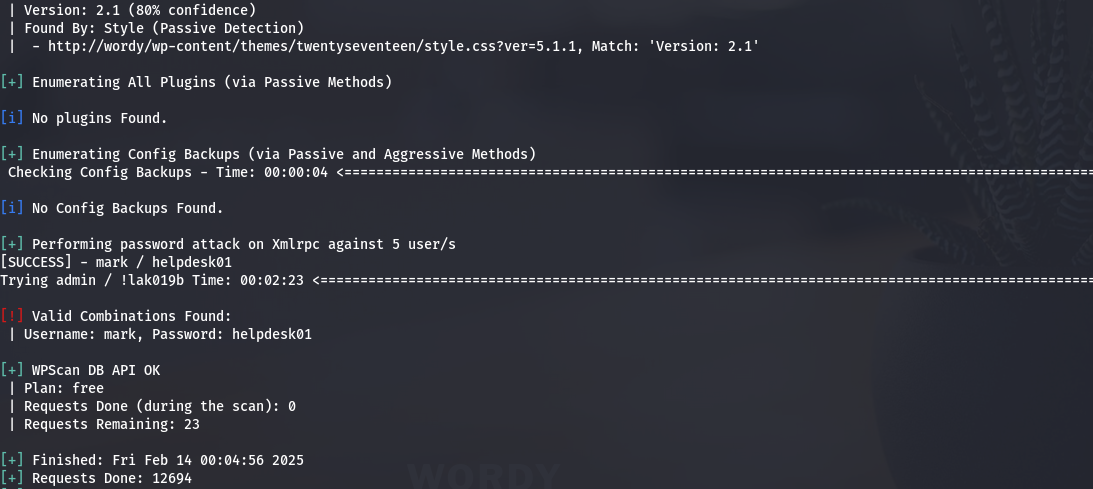 | Version: 2.1 (80% confidence)
| Found By: Style (Passive Detection)
|  - http://wordy/wp-content/themes/twentyseventeen/style.css?ver=5.1.1, Match: 'Version: 2.1'
[+] Enumerating All Plugins (via Passive Methods)
[i] No plugins Found.
[+] Enumerating Config Backups (via Passive and Aggressive Methods)
Checking Config Backups - Time: 00:00:04 <==============================================================================================
[i] No Config Backups Found.
[+] Performing password attack on Xmlrpc against 5 user/s
[SUCCESS] - mark / helpdesk01
Trying admin / !lak019b Time: 00:02:23 <=================================================================================================
[!] Valid Combinations Found:
| Username: mark, Password: helpdesk01
[+] WPScan DB API OK
| Plan: free
| Requests Done (during the scan): 0
| Requests Remaining: 23
[+] Finished: Fri Feb 14 00:04:56 2025
WORDY
[+] Requests Done: 12694